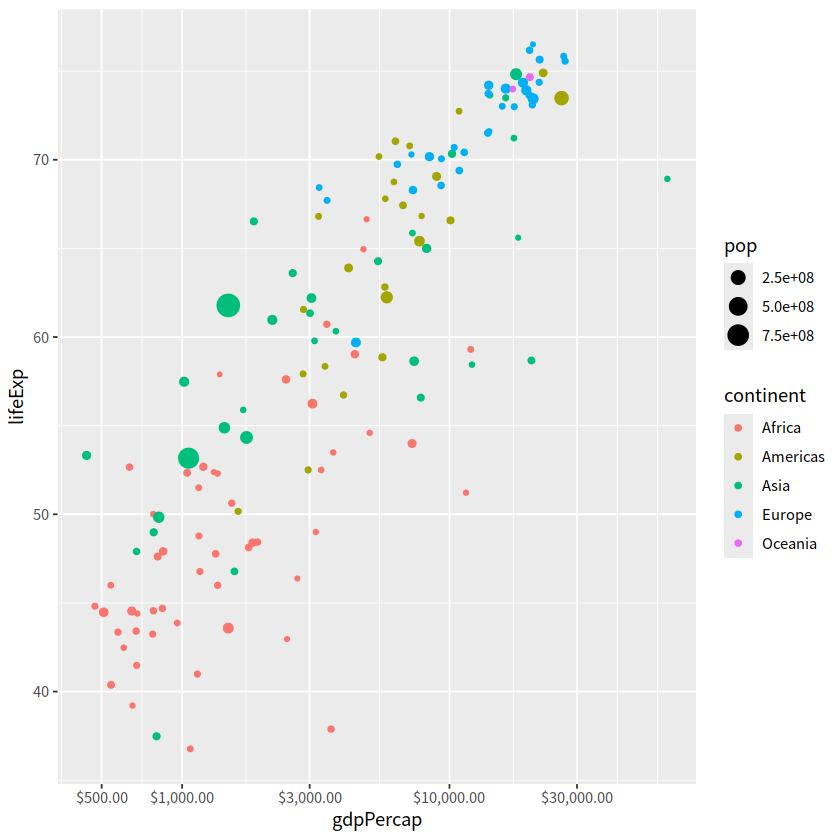 lifeExp
70
60
50
40
$500.00 $1,000.00 $3,000.00 $10,000.00 $30,000.00
gdpPercap
pop
2.5e+08
5.0e+08
7.5e+08
continent
Africa
Americas
Asia
Europe
Oceania